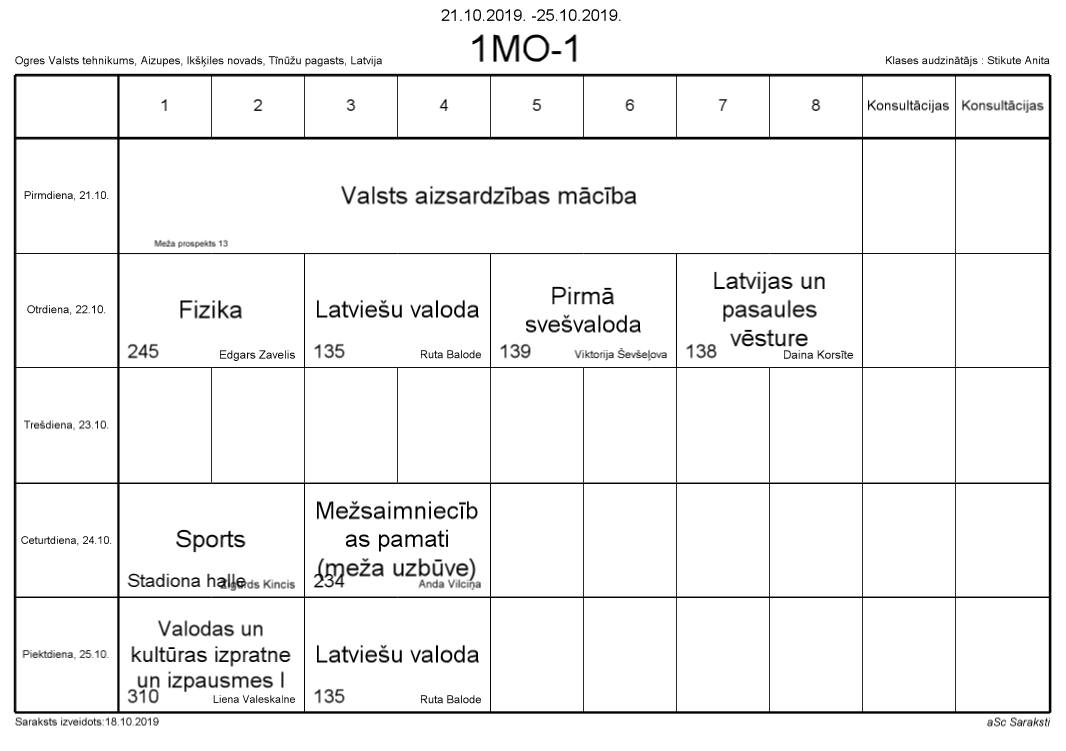 21.10.2019. -25.10.2019.
1MO-1
Ogres Valsts tehnikums, Aizupes, Ikšķiles novads, Tīnūžu pagasts, Latvija
Klases audzinātājs : Stikute Anita
1 2 3 4 5 6 7 8 Konsultācijas Konsultācijas
Pirmdiena, 21.10.
Valsts aizsardzības mācība
Meža prospekts 13
Otrdiena, 22.10.
Fizika
245 Edgars Zavelis
Latviešu valoda
135 Ruta Balode
Pirmā
svešvaloda
139 Viktorija Ševšeļova
Latvijas un
pasaules
vēsture
138 Daina Korsīte
Trešdiena, 23.10.
Ceturtdiena, 24.10.
Sports
Stadiona halle Zigurds Kincis
Mežsaimniecīb
as pamati
(meža uzbūve)
234 Anda Vilciņa
Piektdiena, 25.10.
Valodas un
kultūras izpratne
un izpausmes I
310 Liena Valeskalne
Latviešu valoda
135 Ruta Balode
Saraksts izveidots:18.10.2019
aSc Saraksti